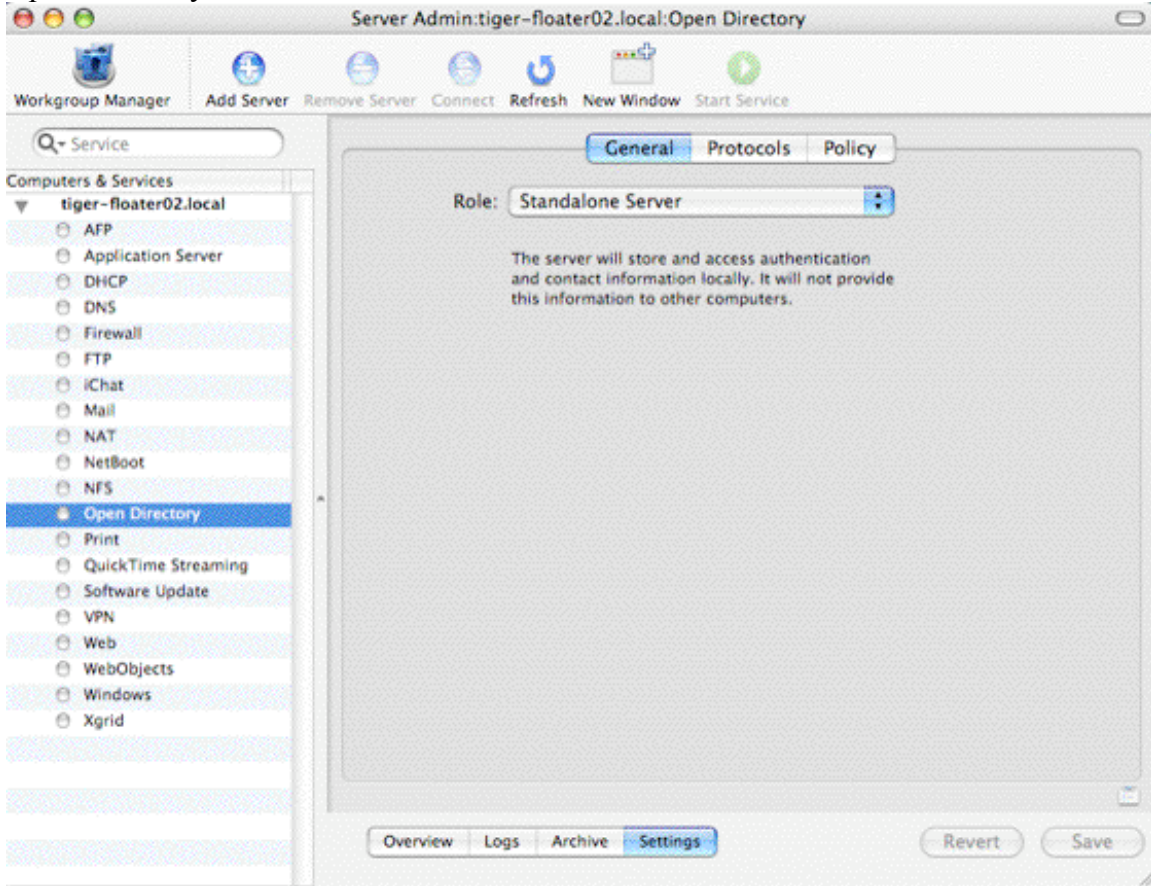 Server Admin:tiger-floater02.local:Open Directory
Workgroup Manager Add Server Remove Server Connect Refresh New Window Start Service
Service
General Protocols Policy
Computers & Services
tiger-floater02.local
AFP
Application Server
DHCP
DNS
Firewall
FTP
iChat
Mail
NAT
NetBoot
NFS
Open Directory
Print
QuickTime Streaming
Software Update
VPN
Web
WebObjects
Windows
Xgrid
Role: Standalone Server
The server will store and access authentication
and contact information locally. It will not provide
this information to other computers.
Overview Logs Archive Settings Revert Save